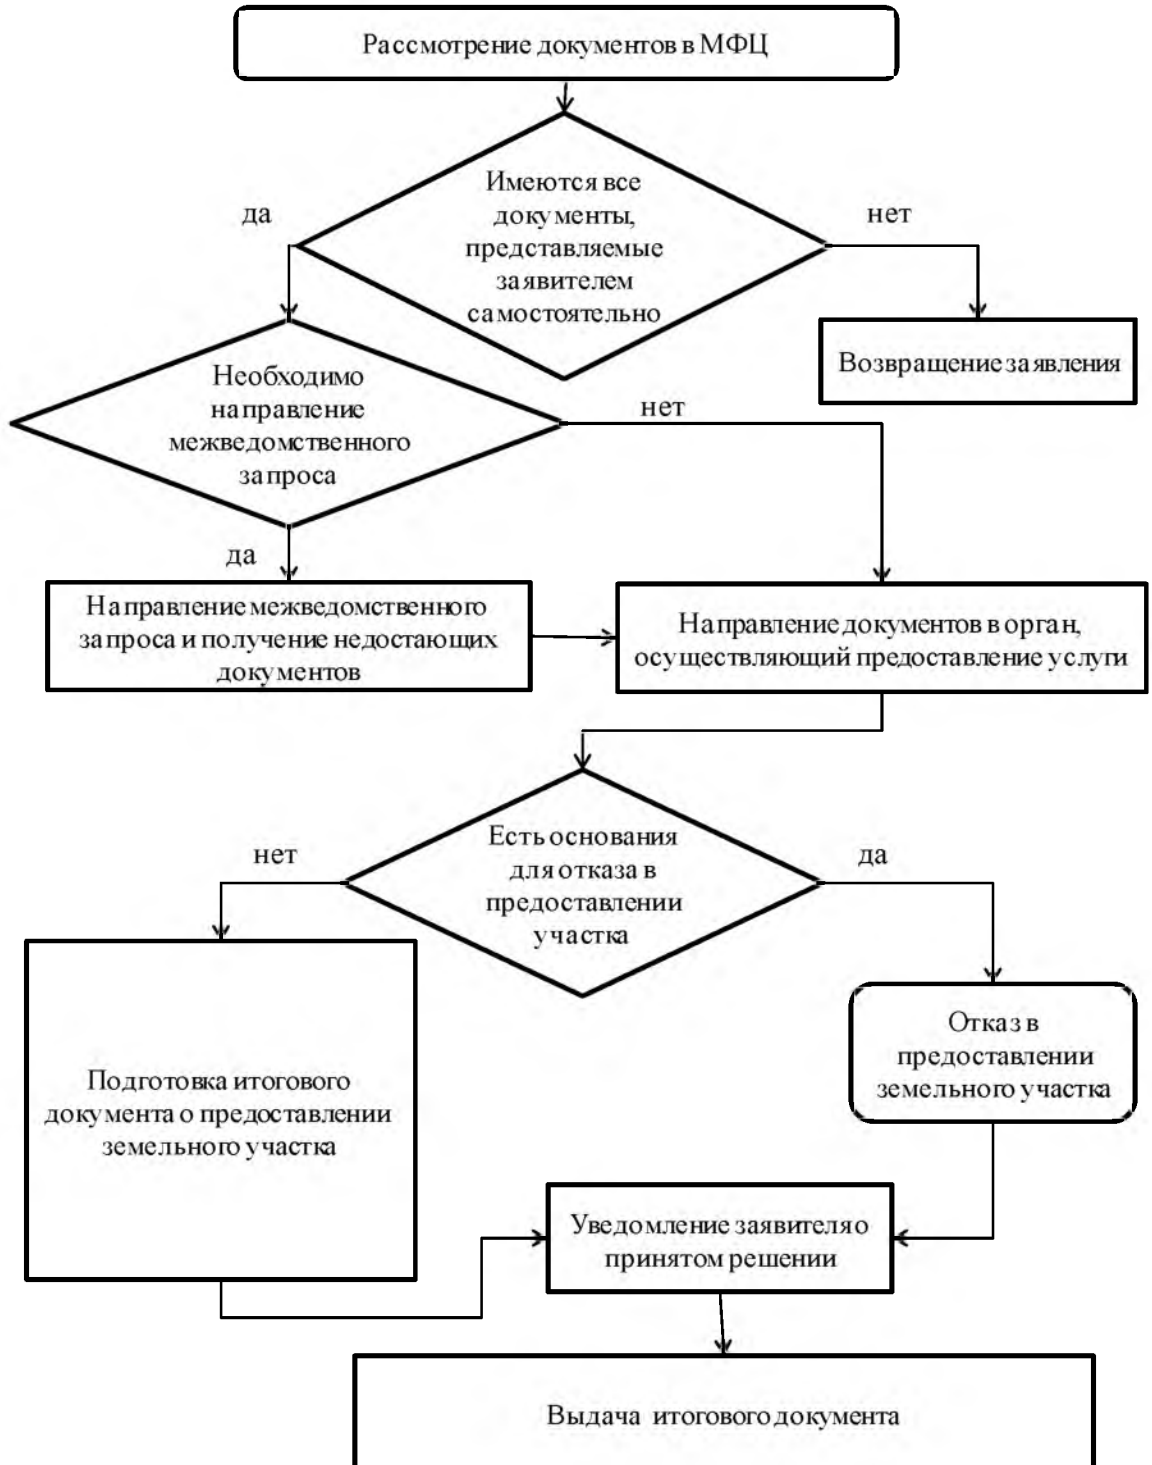 Рассмотрение документов в МФЦ
Имеются все
документы,
представляемые
заявителем
самостоятельно
да
нет
Возвращение заявления
Необходимо
направление
межведомственного
запроса
нет
да
Направление межведомственного
запроса и получение недостающих
документов
Направление документов в орган,
осуществляющий предоставление услуги
Есть основания
для отказа в
предоставлении
участка
нет
да
Подготовка итогового
документа о предоставлении
земельного участка
Отказ в
предоставлении
земельного участка
Уведомление заявителя о
принятом решении
Выдача итогового документа